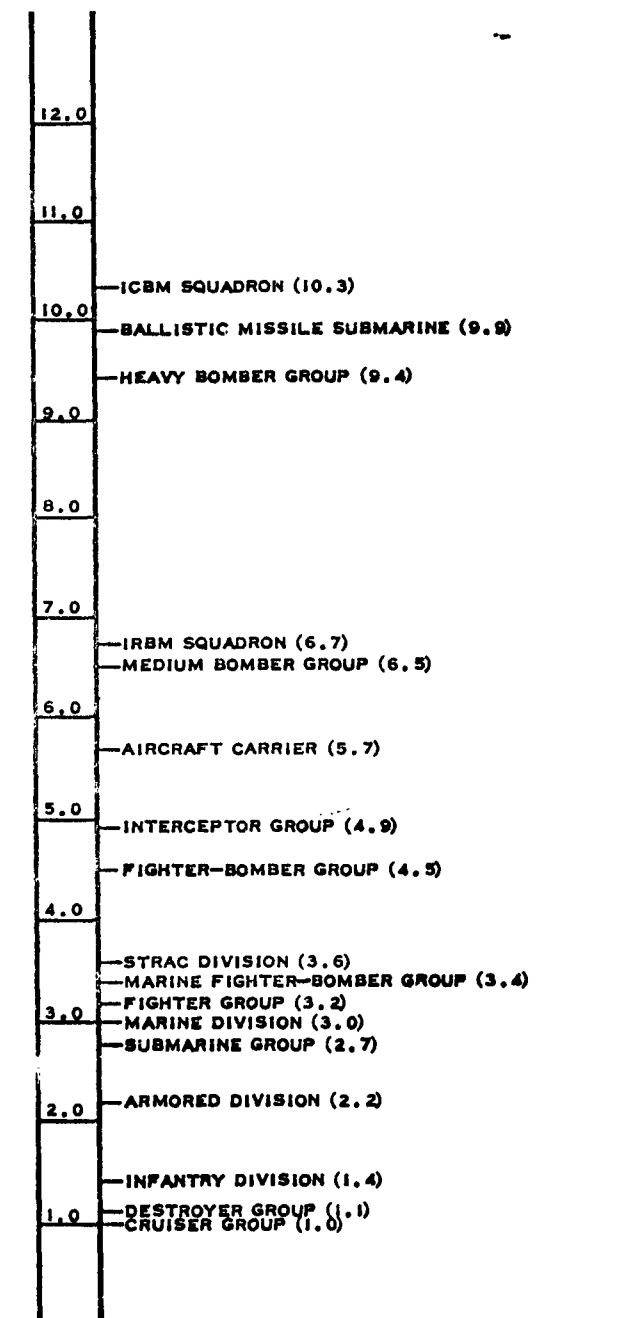 12.0
11.0
ICBM SQUADRON (10.3)
10.0
BALLISTIC MISSILE SUBMARINE (9.9)
HEAVY BOMBER GROUP (9.4)
9.0
8.0
7.0
IRBM SQUADRON (6.7)
MEDIUM BOMBER GROUP (6.5)
6.0
AIRCRAFT CARRIER (5.7)
5.0
INTERCEPTOR GROUP (4.9)
FIGHTER-BOMBER GROUP (4.5)
4.0
STRAC DIVISION (3.6)
MARINE FIGHTER-BOMBER GROUP (3.4)
FIGHTER GROUP (3.2)
3.0
MARINE DIVISION (3.0)
SUBMARINE GROUP (2.7)
ARMORED DIVISION (2.2)
2.0
INFANTRY DIVISION (1.4)
DESTROYER GROUP (1.1)
1.0
CRUISER GROUP (1.0)